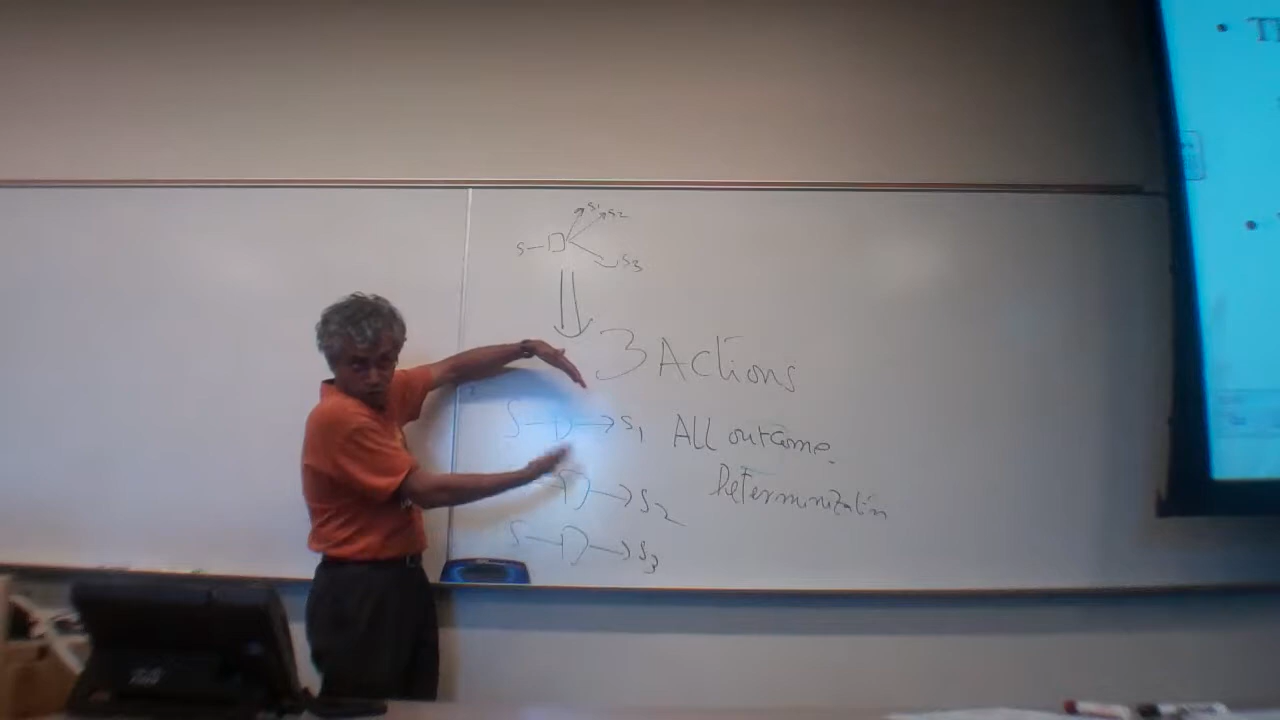 S1 S2
S D
S3
3 Actions
S D S1 All outcome
Determinization
D S2
S D S3